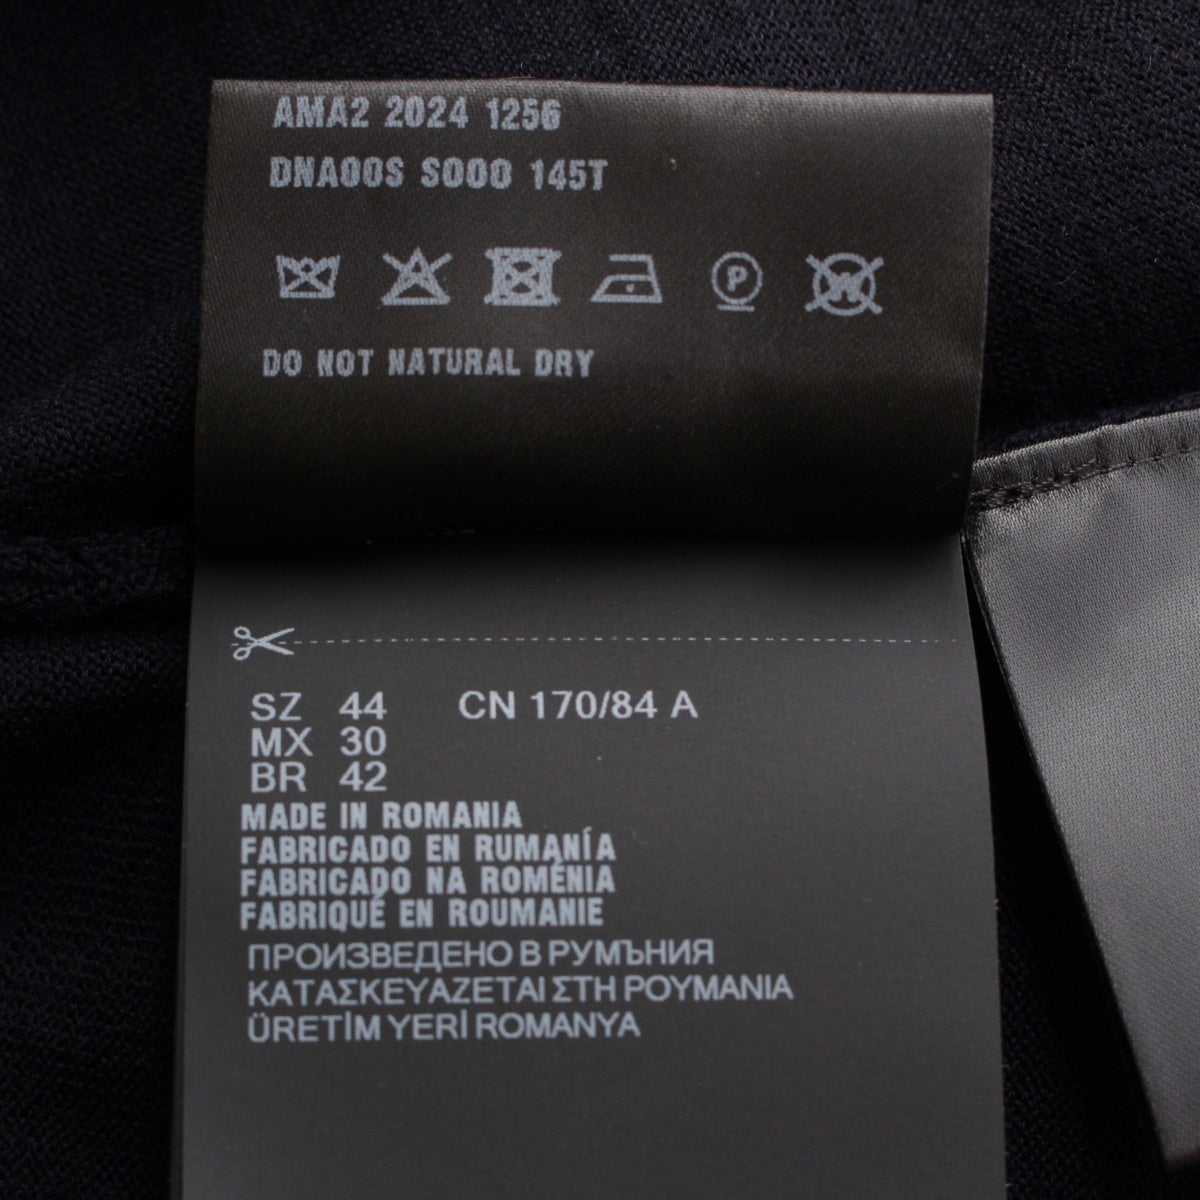 AMA2 2024 1256
DNA00S S000 145T
P W
DO NOT NATURAL DRY
SZ 44 CN 170/84 A
MX 30
BR 42
MADE IN ROMANIA
FABRICADO EN RUMANÍA
FABRICADO NA ROMÉNIA
FABRIQUÉ EN ROUMANIE
ПРОИЗВЕДЕНО В РУМЪНИЯ
ΚΑΤΑΣΚΕΥΑΖΕΤΑΙ ΣΤΗ ΡΟΥΜΑΝΙΑ
ÜRETİM YERİ ROMANYA